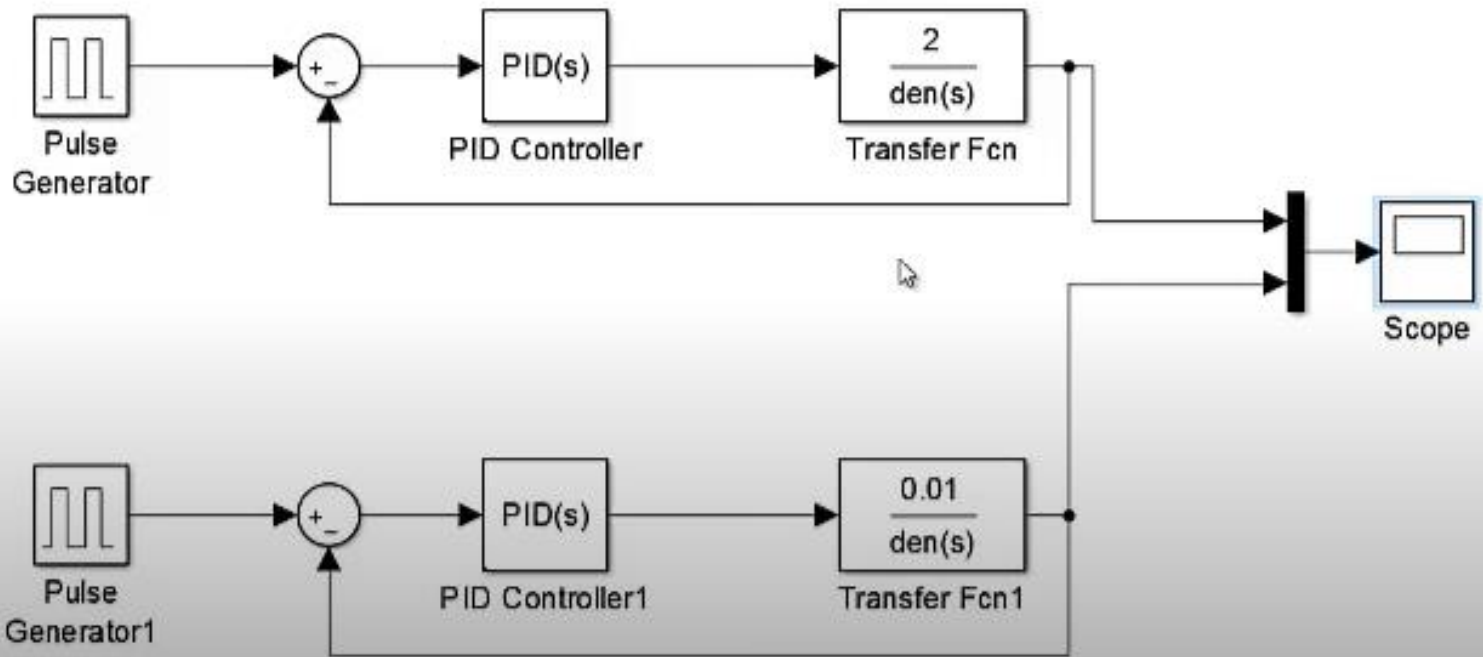 +
−
PID(s)
2
den(s)
Pulse
Generator
PID Controller
Transfer Fcn
Scope
+
−
PID(s)
0.01
den(s)
Pulse
Generator1
PID Controller1
Transfer Fcn1